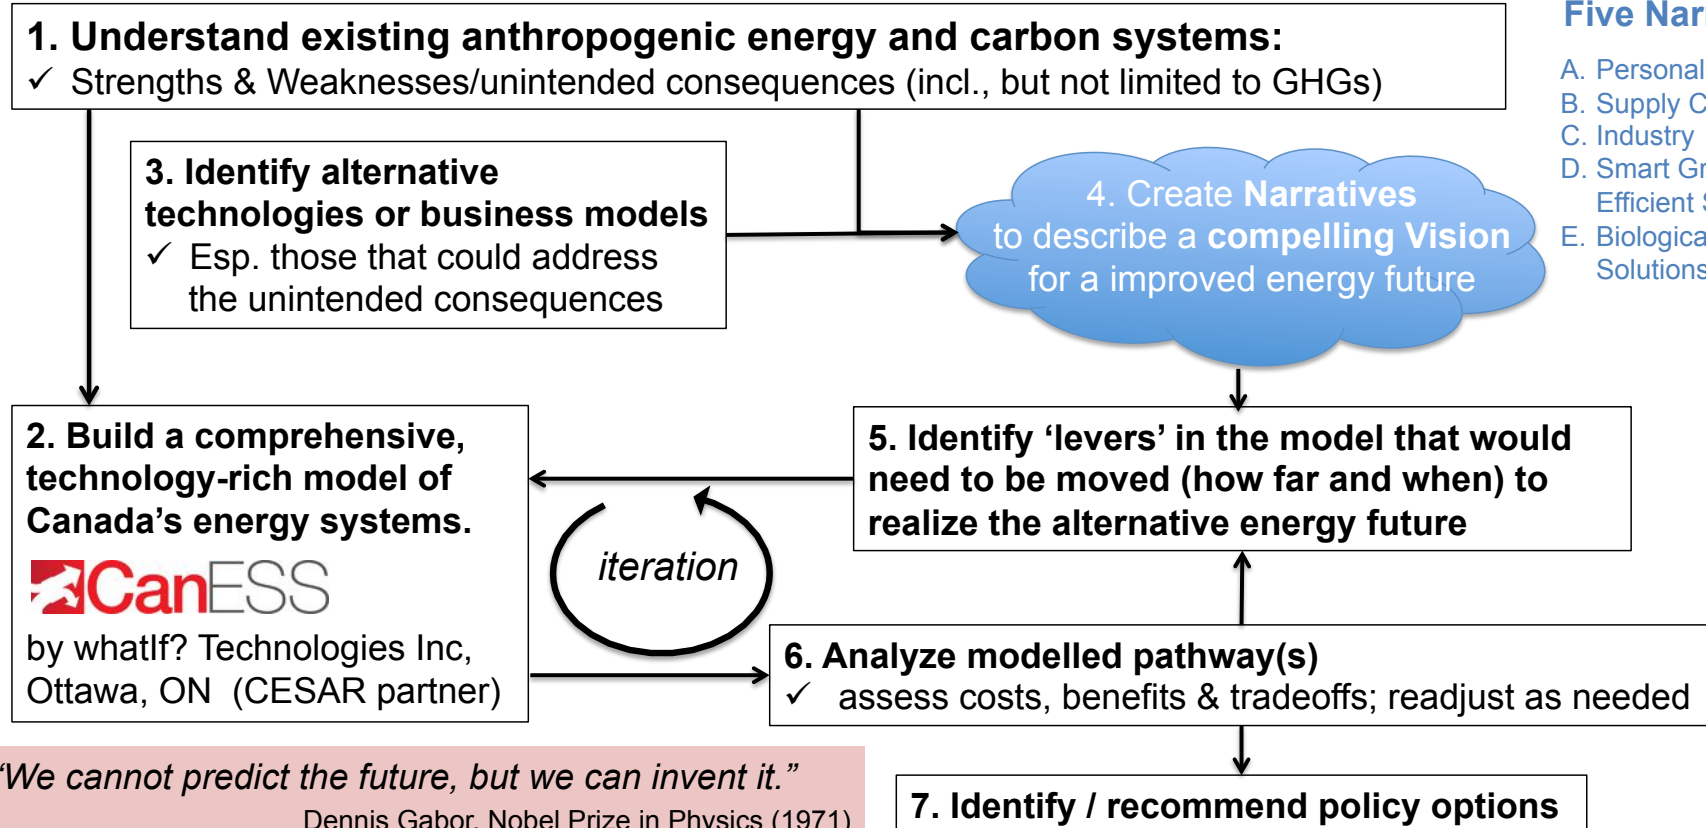 1. Understand existing anthropogenic energy and carbon systems:
✓ Strengths & Weaknesses/unintended consequences (incl., but not limited to GHGs)
Five
A. Personal
B. Supply
C. Industry
D. Smart
Efficient
E.
Solutions
3. Identify alternative
technologies or business models
✓ Esp. those that could address
the unintended consequences
4. Create Narratives
to describe a compelling Vision
for a improved energy future
2. Build a comprehensive,
technology-rich model of
Canada’s energy systems.
CanESS
by whatIf? Technologies Inc,
Ottawa, ON (CESAR partner)
5. Identify ‘levers’ in the model that would
need to be moved (how far and when) to
realize the alternative energy future
iteration
6. Analyze modelled pathway(s)
✓ assess costs, benefits & tradeoffs; readjust as needed
“We cannot predict the future, but we can invent it.”
Dennis Gabor, Nobel Prize in Physics (1971)
7. Identify / recommend policy options